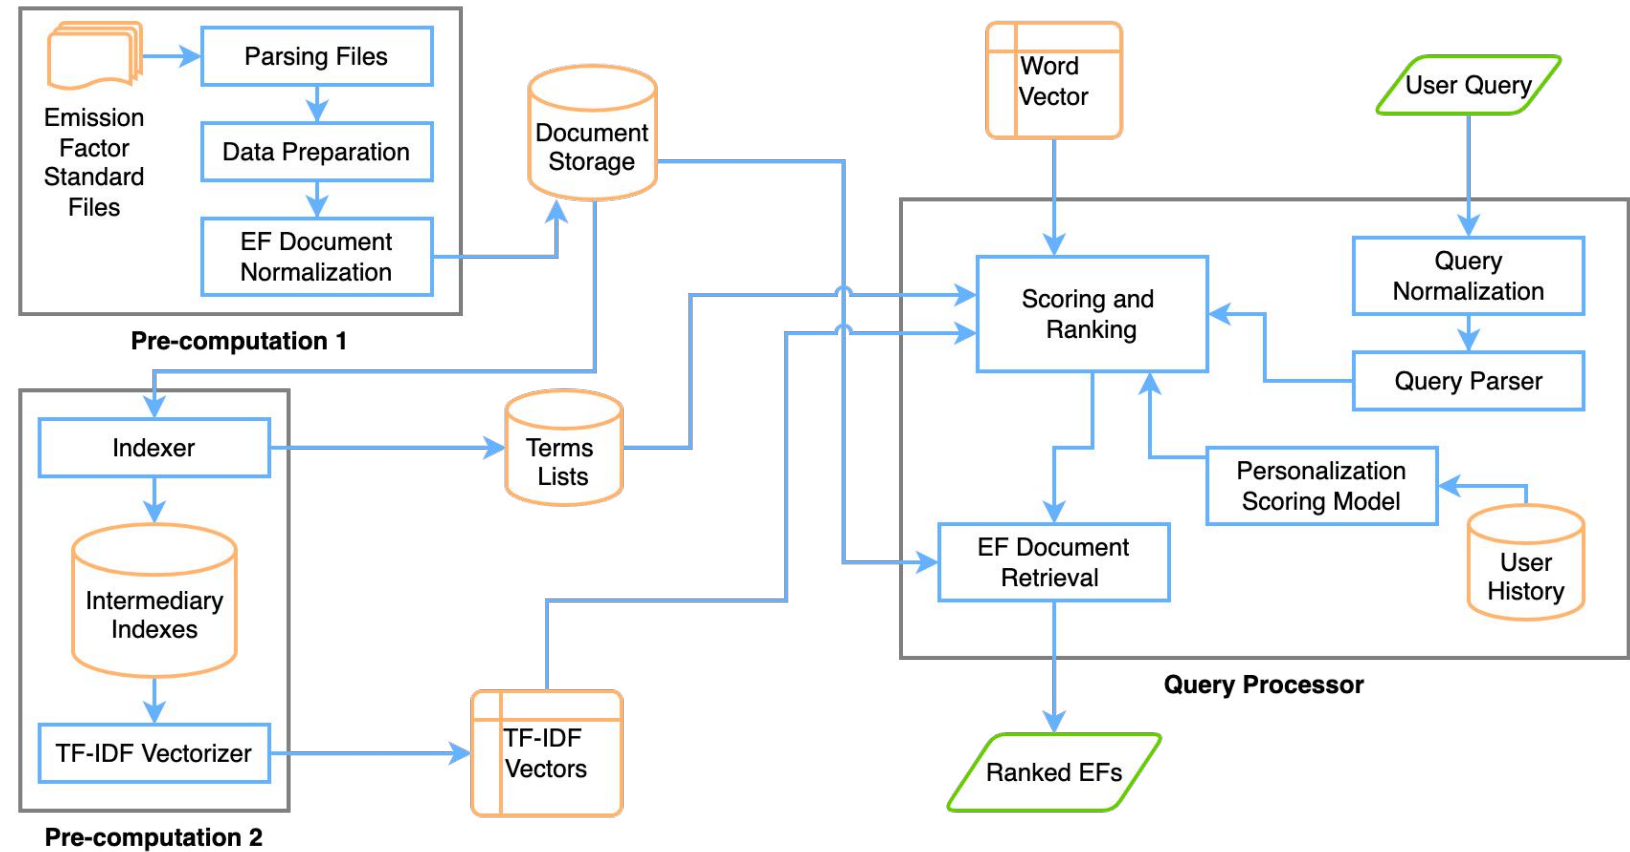 Parsing Files
Emission
Factor
Standard
Files
Data Preparation
EF Document
Normalization
Pre-computation 1
Document
Storage
Word
Vector
User Query
Scoring and
Ranking
Query
Normalization
Query Parser
Personalization
Scoring Model
User
History
EF Document
Retrieval
Query Processor
Ranked EFs
Indexer
Terms
Lists
Intermediary
Indexes
TF-IDF Vectorizer
TF-IDF
Vectors
Pre-computation 2